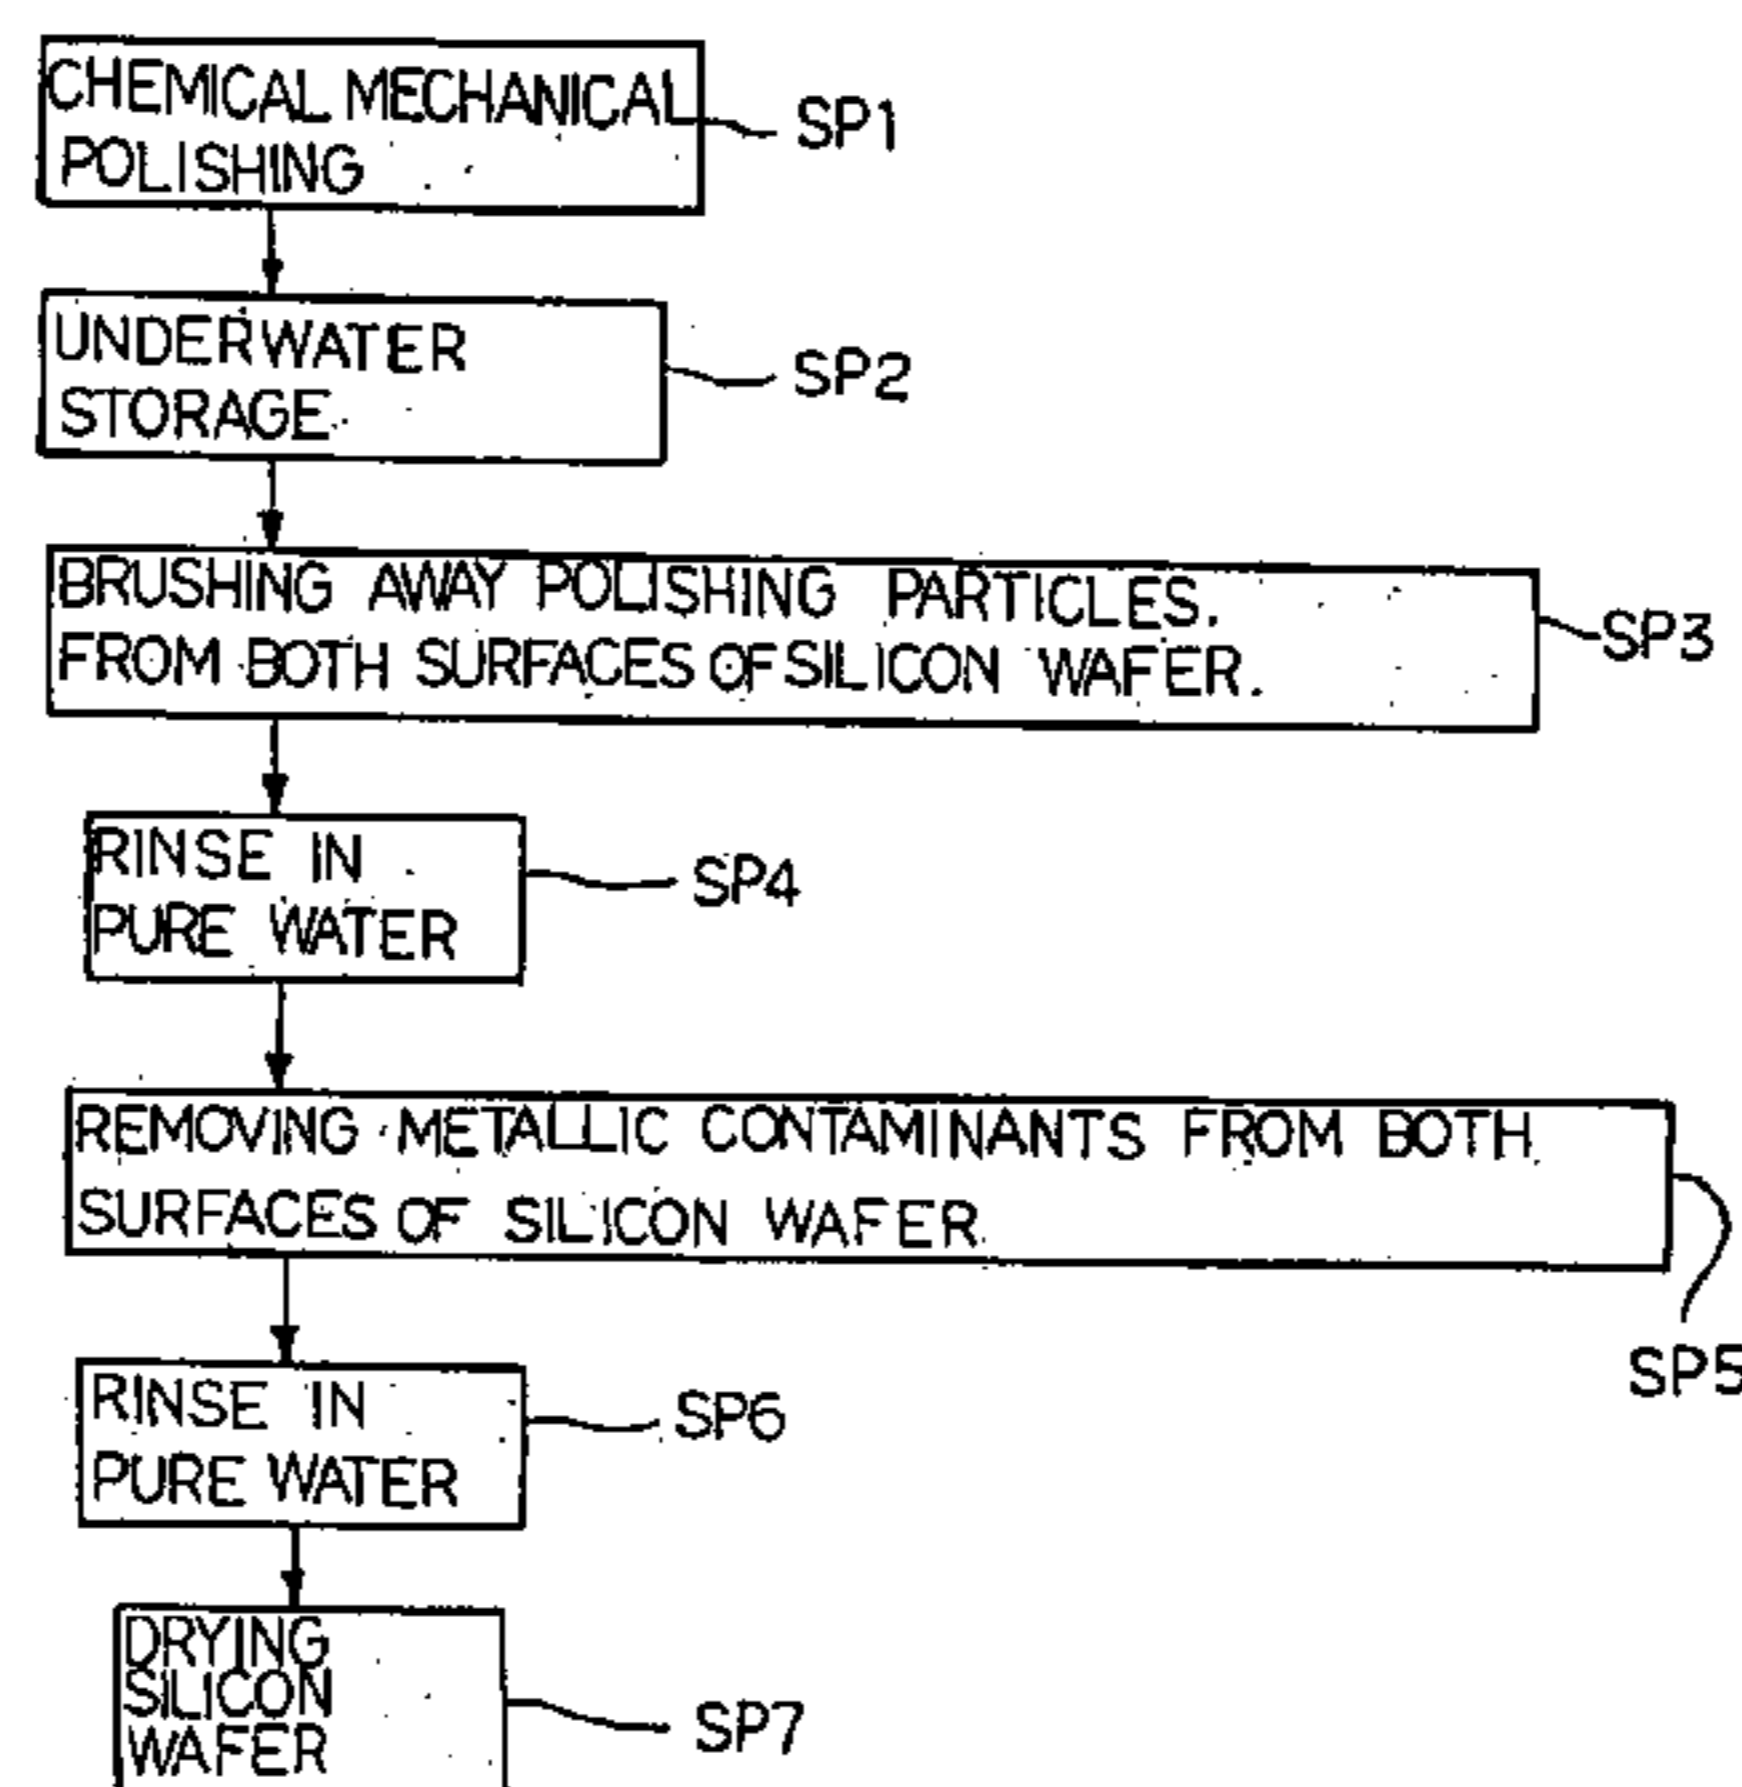 CHEMICAL MECHANICAL
POLISHING
SP1
UNDERWATER
STORAGE
SP2
BRUSHING AWAY POLISHING PARTICLES.
FROM BOTH SURFACES OF SILICON WAFER.
SP3
RINSE IN
PURE WATER
SP4
REMOVING METALLIC CONTAMINANTS FROM BOTH
SURFACES OF SILICON WAFER
SP5
RINSE IN
PURE WATER
SP6
DRYING
SILICON
WAFER
SP7